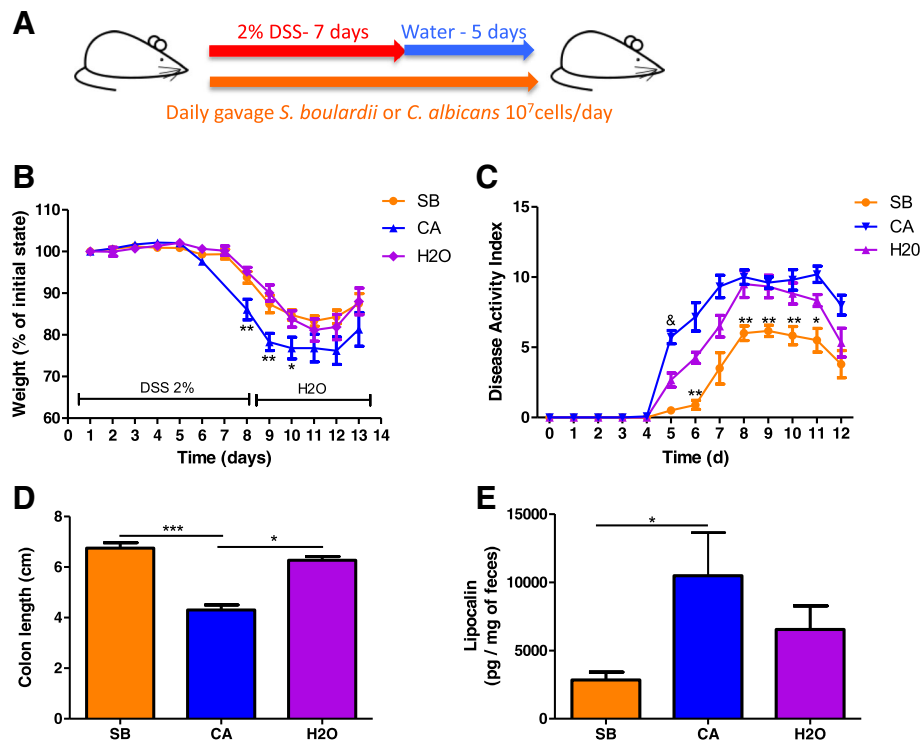 A
2% DSS- 7 days
Water - 5 days
Daily gavage S. boulardii or C. albicans 10⁷cells/day
B
Weight (% of initial state)
110
100
90
80
70
60
SB
CA
H2O
**
**
*
DSS 2%
H2O
0 1 2 3 4 5 6 7 8 9 10 11 12 13 14
Time (days)
C
Disease Activity Index
15
10
5
0
SB
CA
H20
&
**
** ** ** *
0 1 2 3 4 5 6 7 8 9 10 11 12
Time (d)
D
Colon length (cm)
8
6
4
2
0
***
*
SB CA H2O
E
Lipocalin
(pg / mg of feces)
15000
10000
5000
0
*
SB CA H2O